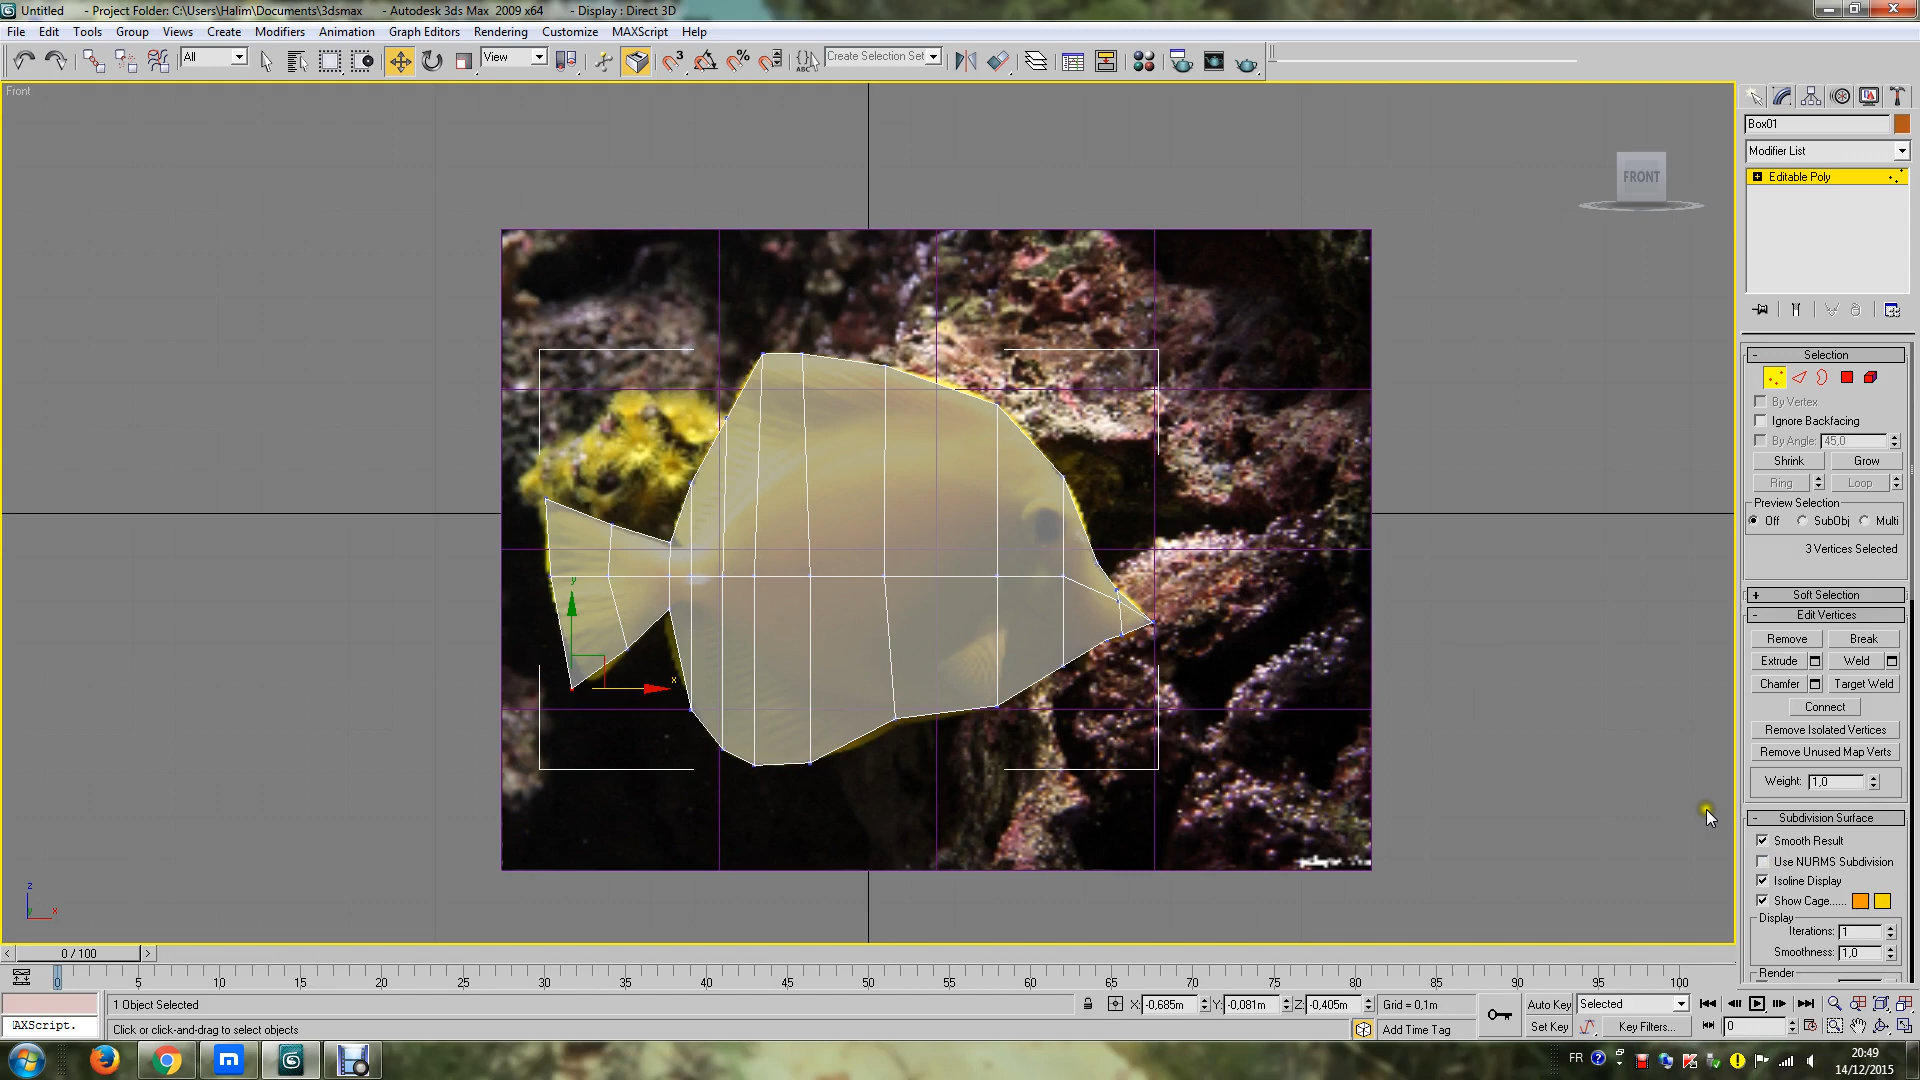 Untitled - Project Folder: C:\Users\Halim\Documents\3dsmax - Autodesk 3ds Max 2009 x64 - Display : Direct 3D
File Edit Tools Group Views Create Modifiers Animation Graph Editors Rendering Customize MAXScript Help
All View Create Selection Set
Front
FRONT
Box01
Modifier List
Editable Poly
Selection
By Vertex
Ignore Backfacing
By Angle: 45,0
Shrink Grow
Ring Loop
Preview Selection
Off SubObj Multi
3 Vertices Selected
Soft Selection
Edit Vertices
Remove Break
Extrude Weld
Chamfer Target Weld
Connect
Remove Isolated Vertices
Remove Unused Map Verts
Weight: 1,0
Subdivision Surface
Smooth Result
Use NURMS Subdivision
Isoline Display
Show Cage......
Display
Iterations: 1
Smoothness: 1,0
Render
y
x
z
y x
0 / 100
0 5 10 15 20 25 30 35 40 45 50 55 60 65 70 75 80 85 90 95 100
1 Object Selected X: -0,685m Y: -0,081m Z: -0,405m Grid = 0,1m Auto Key Selected
AXScript. Click or click-and-drag to select objects Add Time Tag Set Key Key Filters... 0
FR 20:49
14/12/2015